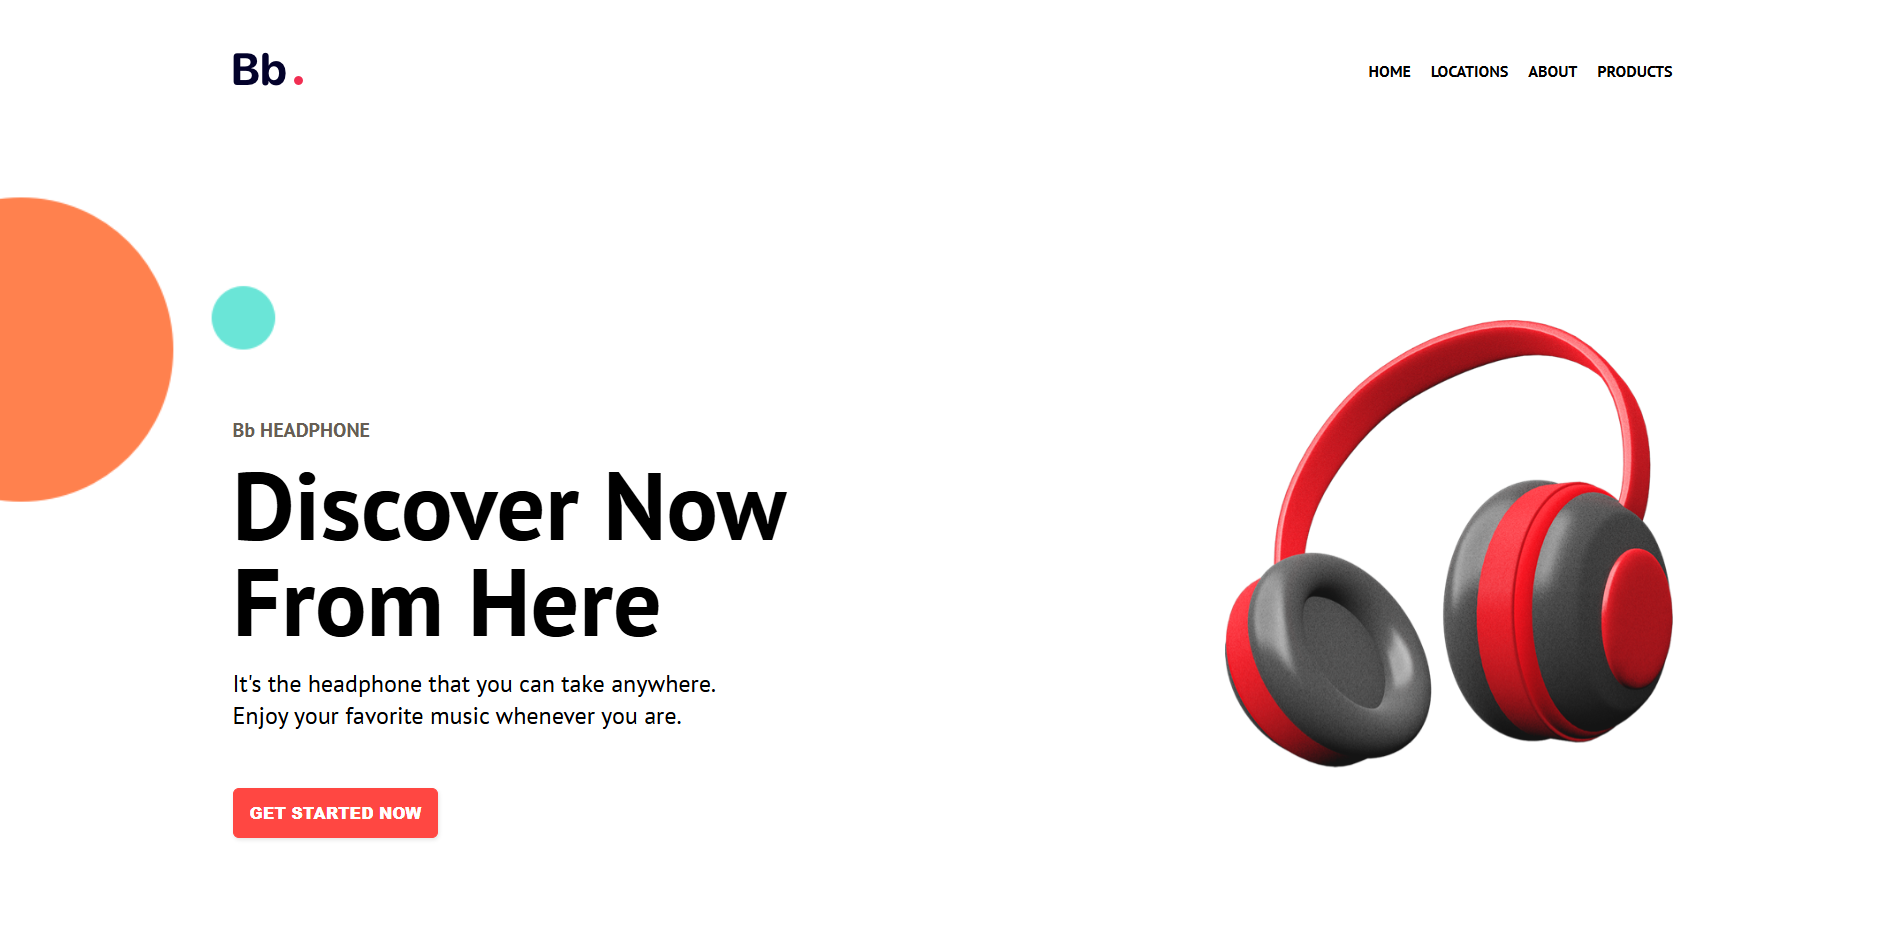 Bb.
HOME LOCATIONS ABOUT PRODUCTS
Bb HEADPHONE
Discover Now
From Here
It's the headphone that you can take anywhere.
Enjoy your favorite music whenever you are.
GET STARTED NOW